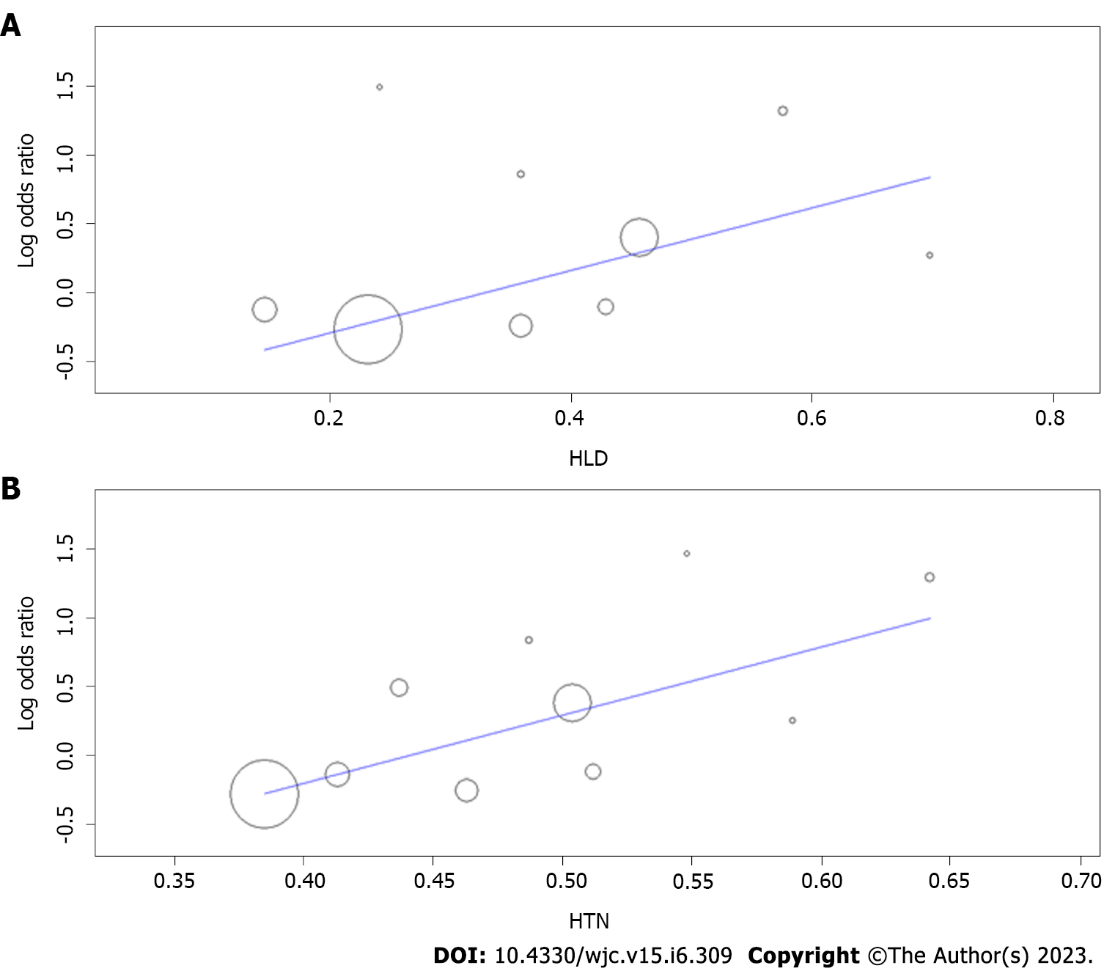 A
Log odds ratio
1.5
1.0
0.5
0.0
-0.5
0.2 0.4 0.6 0.8
HLD
B
Log odds ratio
1.5
1.0
0.5
0.0
-0.5
0.35 0.40 0.45 0.50 0.55 0.60 0.65 0.70
HTN
DOI: 10.4330/wjc.v15.i6.309 Copyright ©The Author(s) 2023.